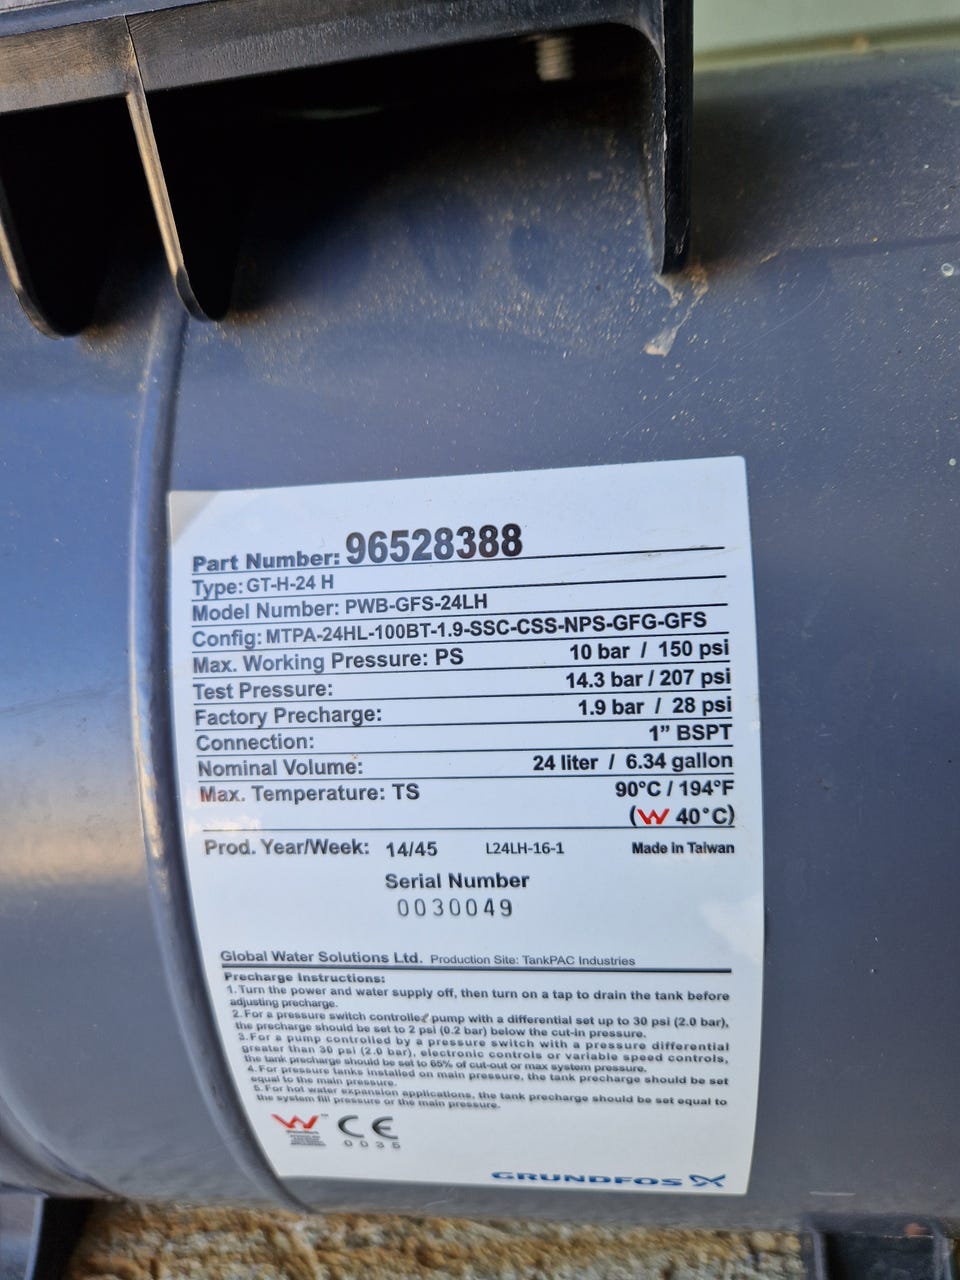 Part Number: 96528388
Type: GT-H-24 H
Model Number: PWB-GFS-24LH
Config: MTPA-24HL-100BT-1.9-SSC-CSS-NPS-GFG-GFS
Max. Working Pressure: PS 10 bar / 150 psi
Test Pressure: 14.3 bar / 207 psi
Factory Precharge: 1.9 bar / 28 psi
Connection: 1” BSPT
Nominal Volume: 24 liter / 6.34 gallon
Max. Temperature: TS 90°C / 194°F
(W 40°C)
Prod. Year/Week: 14/45 L24LH-16-1 Made in Taiwan
Serial Number
0030049
Global Water Solutions Ltd. Production Site: TankPAC Industries
Precharge Instructions:
1. Turn the power and water supply off, then turn on a tap to drain the tank before
adjusting precharge.
2. For a pressure switch controlled pump with a differential set up to 30 psi (2.0 bar),
the precharge should be set to 2 psi (0.2 bar) below the cut-in pressure.
3. For a pump controlled by a pressure switch with a pressure differential
greater than 30 psi (2.0 bar), electronic controls or variable speed controls,
the tank precharge should be set to 65% of cut-out or max system pressure.
4. For pressure tanks installed on main pressure, the tank precharge should be set
equal to the main pressure.
5. For hot water expansion applications, the tank precharge should be set equal to
the system fill pressure or the main pressure.
W™ CE
WaterMark
0035
GRUNDFOS